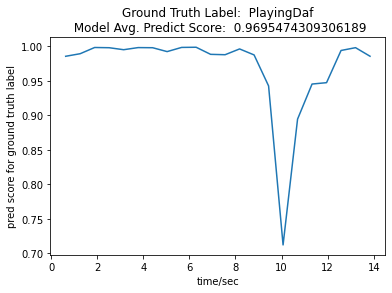 Ground Truth Label:  PlayingDaf
Model Avg. Predict Score:  0.9695474309306189
pred score for ground truth label
1.00
0.95
0.90
0.85
0.80
0.75
0.70
0 2 4 6 8 10 12 14
time/sec